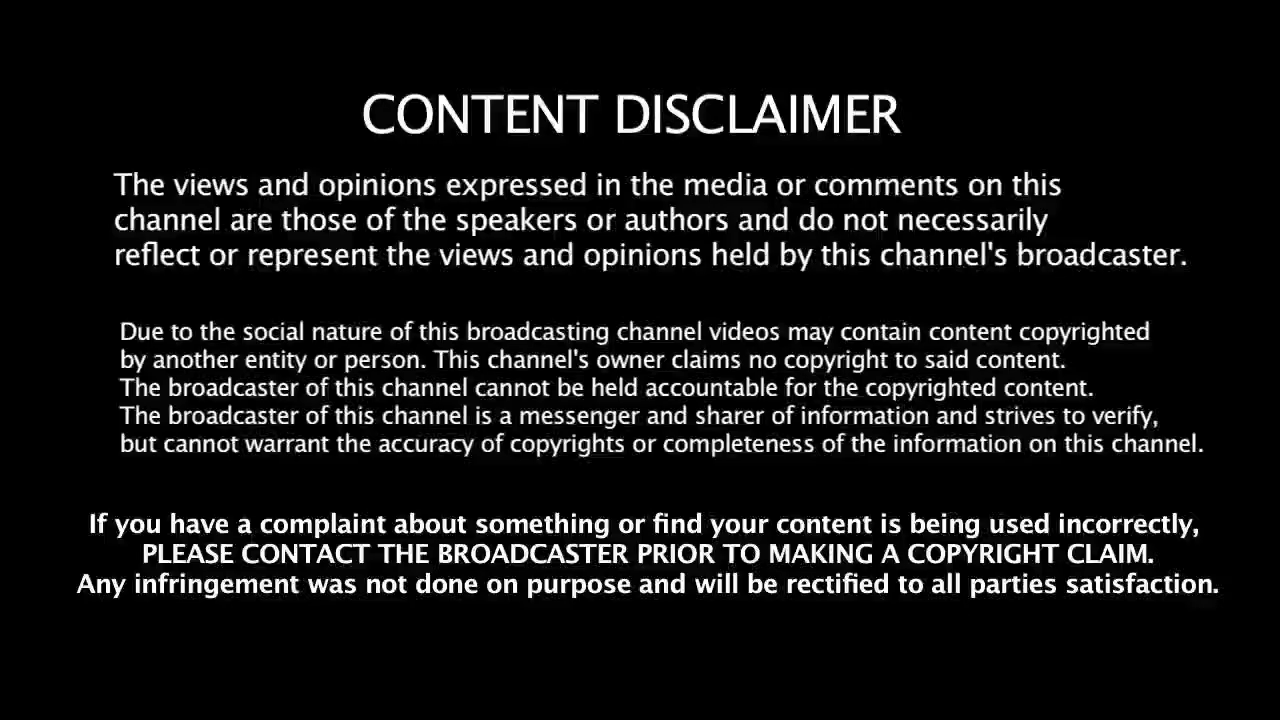 CONTENT DISCLAIMER
The views and opinions expressed in the media or comments on this
channel are those of the speakers or authors and do not necessarily
reflect or represent the views and opinions held by this channel's broadcaster.
Due to the social nature of this broadcasting channel videos may contain content copyrighted
by another entity or person. This channel's owner claims no copyright to said content.
The broadcaster of this channel cannot be held accountable for the copyrighted content.
The broadcaster of this channel is a messenger and sharer of information and strives to verify,
but cannot warrant the accuracy of copyrights or completeness of the information on this channel.
If you have a complaint about something or find your content is being used incorrectly,
PLEASE CONTACT THE BROADCASTER PRIOR TO MAKING A COPYRIGHT CLAIM.
Any infringement was not done on purpose and will be rectified to all parties satisfaction.